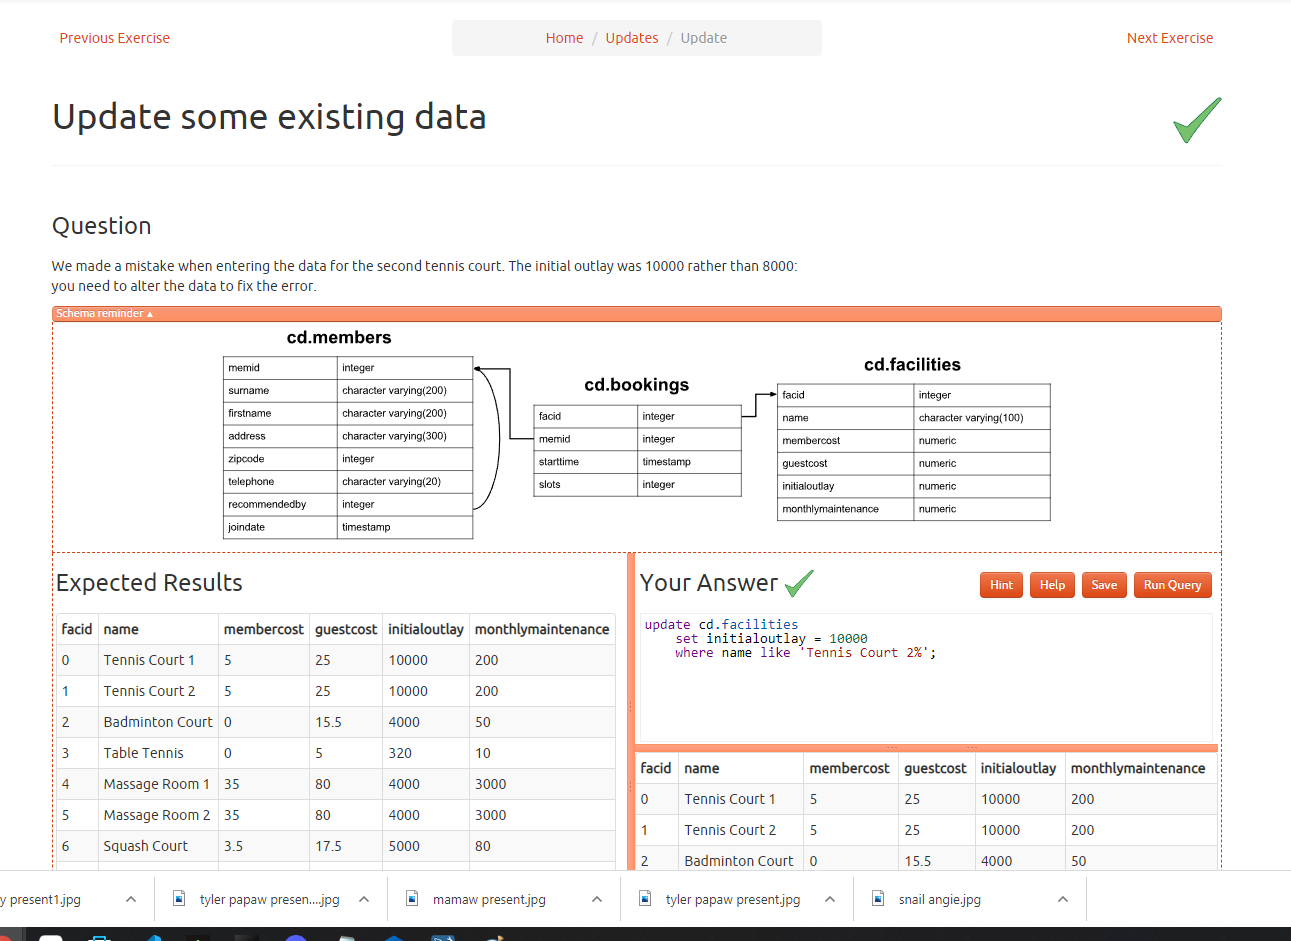 Previous Exercise
Home / Updates / Update
Next Exercise
Update some existing data
Question
We made a mistake when entering the data for the second tennis court. The initial outlay was 10000 rather than 8000:
you need to alter the data to fix the error.
Schema reminder ▴
cd.members
memid integer
surname character varying(200)
firstname character varying(200)
address character varying(300)
zipcode integer
telephone character varying(20)
recommendedby integer
joindate timestamp
cd.bookings
facid integer
memid integer
starttime timestamp
slots integer
cd.facilities
facid integer
name character varying(100)
membercost numeric
guestcost numeric
initialoutlay numeric
monthlymaintenance numeric
Expected Results
facid name membercost guestcost initialoutlay monthlymaintenance
0 Tennis Court 1 5 25 10000 200
1 Tennis Court 2 5 25 10000 200
2 Badminton Court 0 15.5 4000 50
3 Table Tennis 0 5 320 10
4 Massage Room 1 35 80 4000 3000
5 Massage Room 2 35 80 4000 3000
6 Squash Court 3.5 17.5 5000 80
Your Answer
Hint Help Save Run Query
update cd.facilities
set initialoutlay = 10000
where name like 'Tennis Court 2%';
facid name membercost guestcost initialoutlay monthlymaintenance
0 Tennis Court 1 5 25 10000 200
1 Tennis Court 2 5 25 10000 200
2 Badminton Court 0 15.5 4000 50
y present1.jpg
tyler papaw presen....jpg
mamaw present.jpg
tyler papaw present.jpg
snail angie.jpg